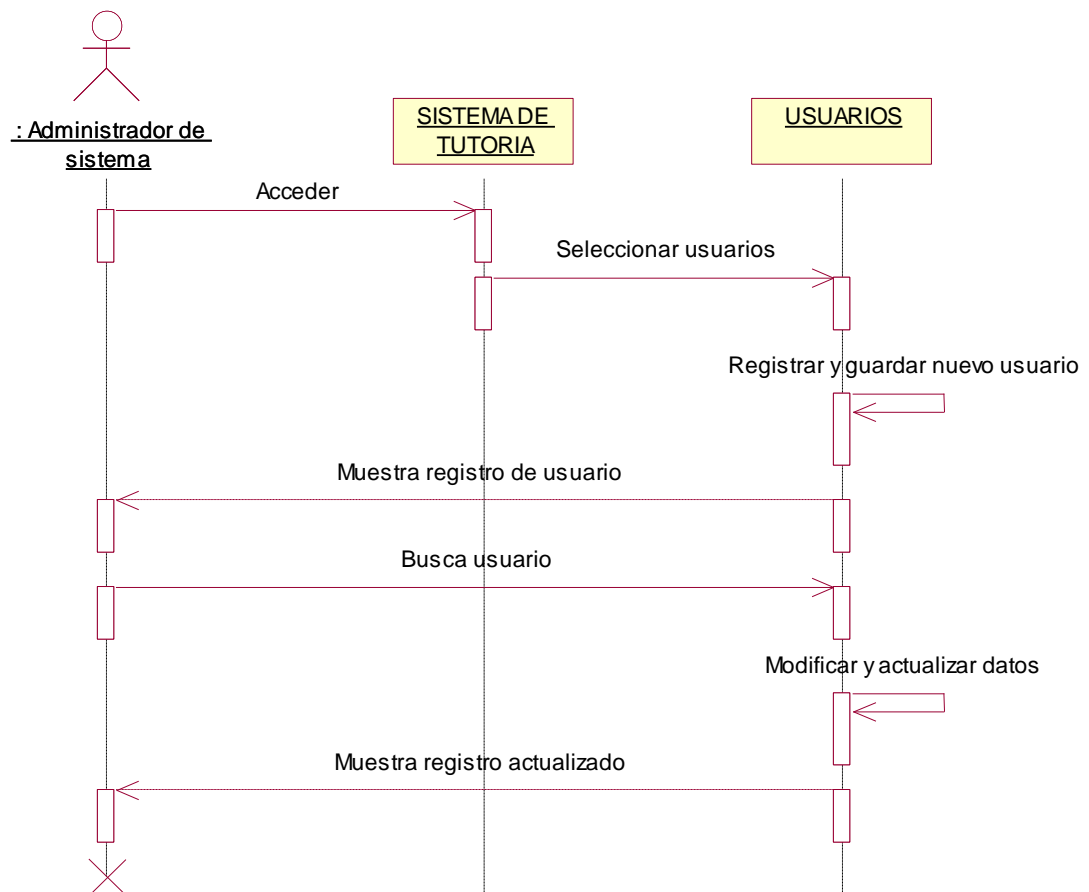 : Administrador de
sistema
SISTEMA DE
TUTORIA
USUARIOS
Acceder
Seleccionar usuarios
Registrar y guardar nuevo usuario
Muestra registro de usuario
Busca usuario
Modificar y actualizar datos
Muestra registro actualizado